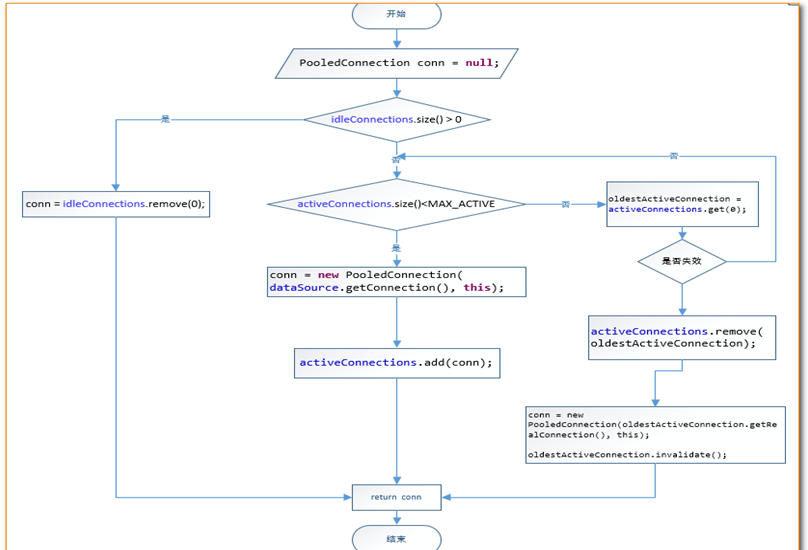 开始
PooledConnection conn = null;
idleConnections.size() > 0
是
否
否
conn = idleConnections.remove(0);
activeConnections.size()<MAX_ACTIVE
否
oldestActiveConnection =
activeConnections.get(0);
是
是否失效
conn = new PooledConnection(
dataSource.getConnection(), this);
activeConnections.remove(
oldestActiveConnection);
activeConnections.add(conn);
conn = new
PooledConnection(oldestActiveConnection.getRe
alConnection(), this);
oldestActiveConnection.invalidate();
return conn
结束